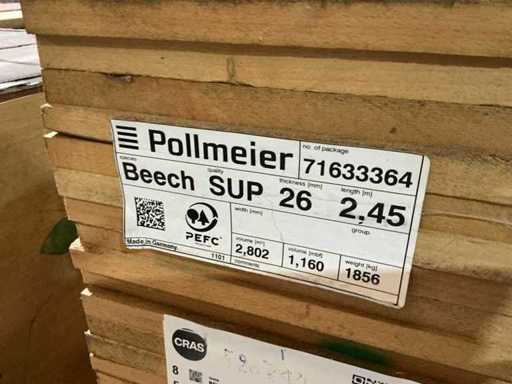 Pollmeier
no. of package
71633364
species quality thickness [mm] length [m]
Beech SUP 26 2,45
width [mm] group
PEFC
volume [m³] volume [mbf] weight [kg]
2,802 1,160 1856
Made in Germany 1101 comments
CRAS
8